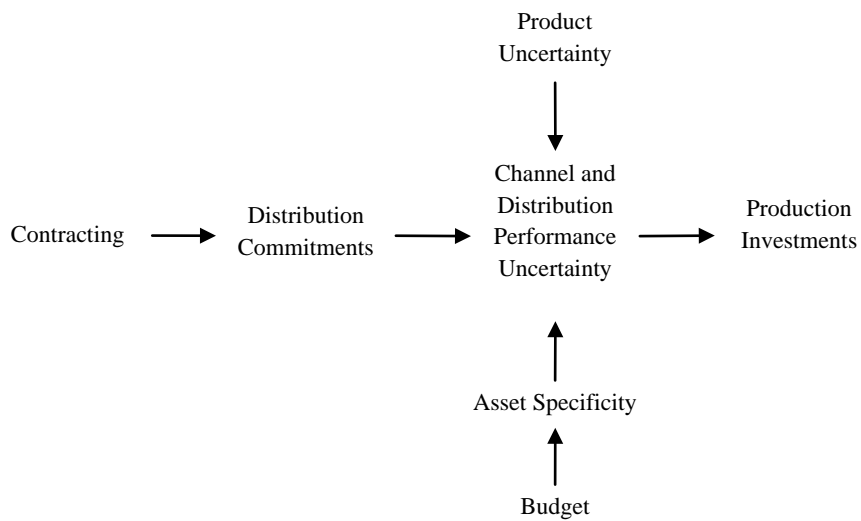 Product
Uncertainty
Contracting
Distribution
Commitments
Channel and
Distribution
Performance
Uncertainty
Production
Investments
Asset Specificity
Budget